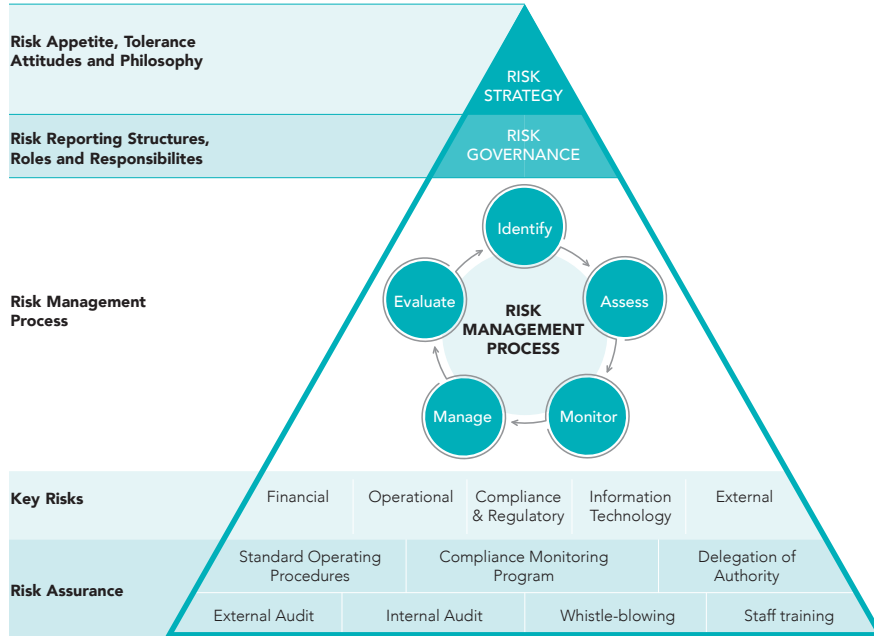 Risk Appetite, Tolerance
Attitudes and Philosophy
RISK
STRATEGY
Risk Reporting Structures,
Roles and Responsibilites
RISK
GOVERNANCE
Risk Management
Process
Identify
Assess
Monitor
Manage
Evaluate
RISK
MANAGEMENT
PROCESS
Key Risks
Financial
Operational
Compliance
& Regulatory
Information
Technology
External
Risk Assurance
Standard Operating
Procedures
Compliance Monitoring
Program
Delegation of
Authority
External Audit
Internal Audit
Whistle-blowing
Staff training